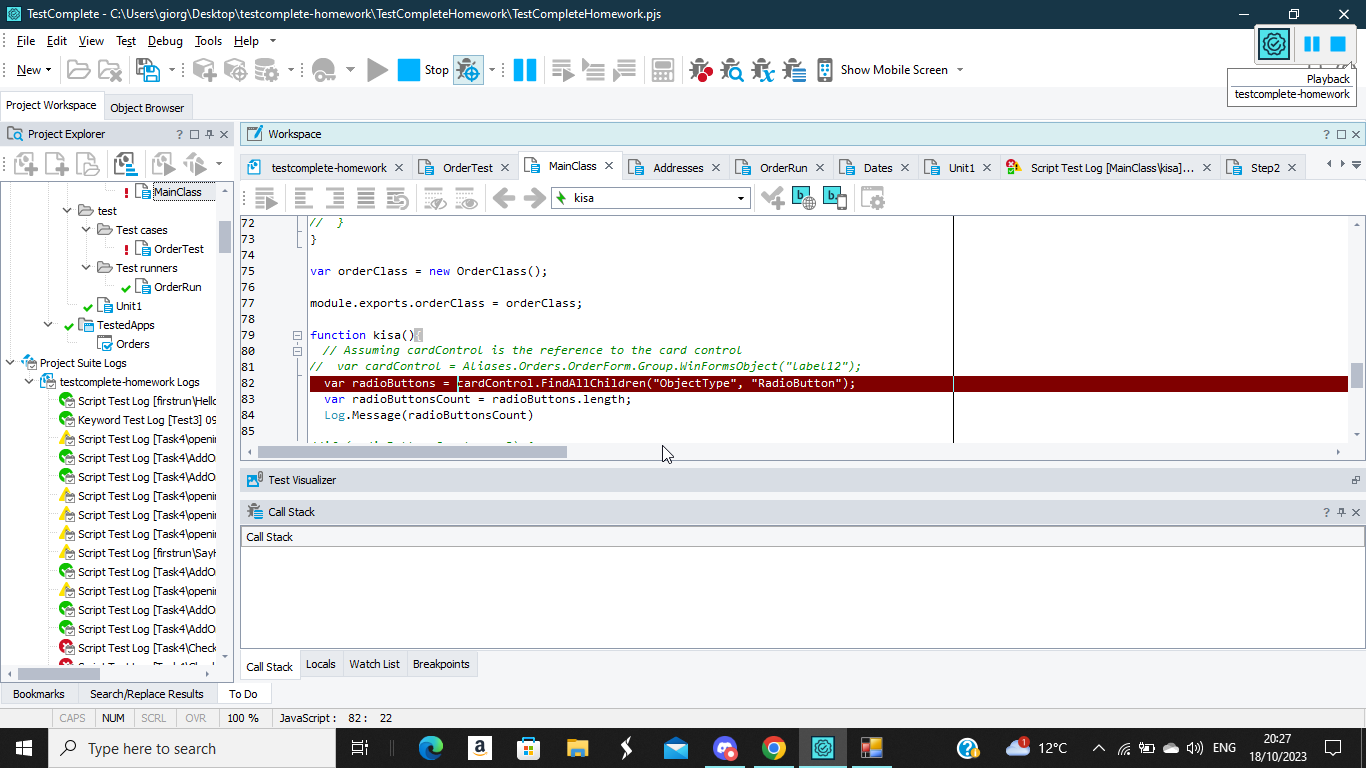 TestComplete - C:\Users\giorg\Desktop\testcomplete-homework\TestCompleteHomework\TestCompleteHomework.pjs
File Edit View Test Debug Tools Help
New Stop Show Mobile Screen
Playback
testcomplete-homework
Project Workspace Object Browser
Project Explorer
Workspace
testcomplete-homework OrderTest MainClass Addresses OrderRun Dates Unit1 Script Test Log [MainClass\kisa]... Step2
kisa
MainClass
test
Test cases
OrderTest
Test runners
OrderRun
Unit1
TestedApps
Orders
Project Suite Logs
testcomplete-homework Logs
Script Test Log [firstrun\Hello
Keyword Test Log [Test3] 09
Script Test Log [Task4\openi
Script Test Log [Task4\AddO
Script Test Log [Task4\AddO
Script Test Log [Task4\openi
Script Test Log [Task4\openi
Script Test Log [Task4\openi
Script Test Log [firstrun\SayH
Script Test Log [Task4\AddO
Script Test Log [Task4\openi
Script Test Log [Task4\AddO
Script Test Log [Task4\AddO
Script Test Log [Task4\Check
72 // }
73 }
74
75 var orderClass = new OrderClass();
76
77 module.exports.orderClass = orderClass;
78
79 function kisa(){
80 // Assuming cardControl is the reference to the card control
81 // var cardControl = Aliases.Orders.OrderForm.Group.WinFormsObject("label12");
82 var radioButtons = cardControl.FindAllChildren("ObjectType", "RadioButton");
83 var radioButtonsCount = radioButtons.length;
84 Log.Message(radioButtonsCount)
85
Test Visualizer
Call Stack
Call Stack
Call Stack Locals Watch List Breakpoints
Bookmarks Search/Replace Results To Do
CAPS NUM SCRL OVR 100 % JavaScript : 82 : 22
Type here to search
1 12°C ENG 20:27
18/10/2023